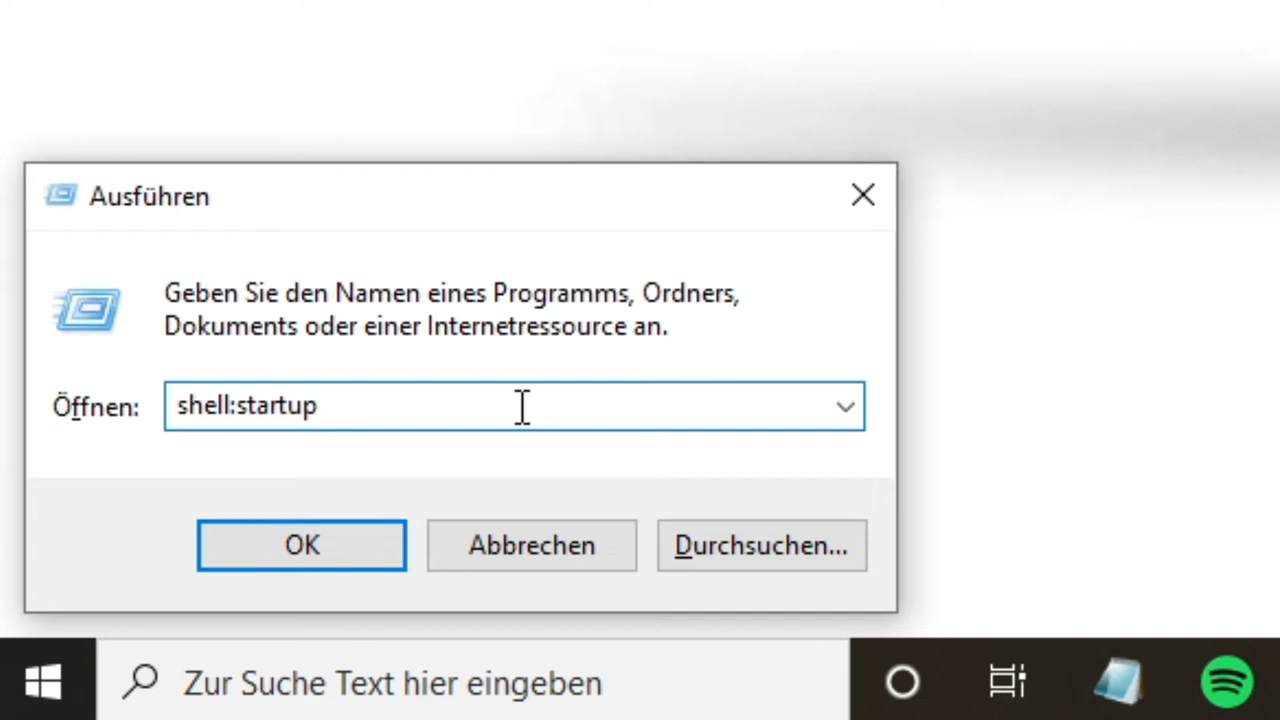 Ausführen
Geben Sie den Namen eines Programms, Ordners,
Dokuments oder einer Internetressource an.
Öffnen: shell:startup
OK Abbrechen Durchsuchen...
Zur Suche Text hier eingeben